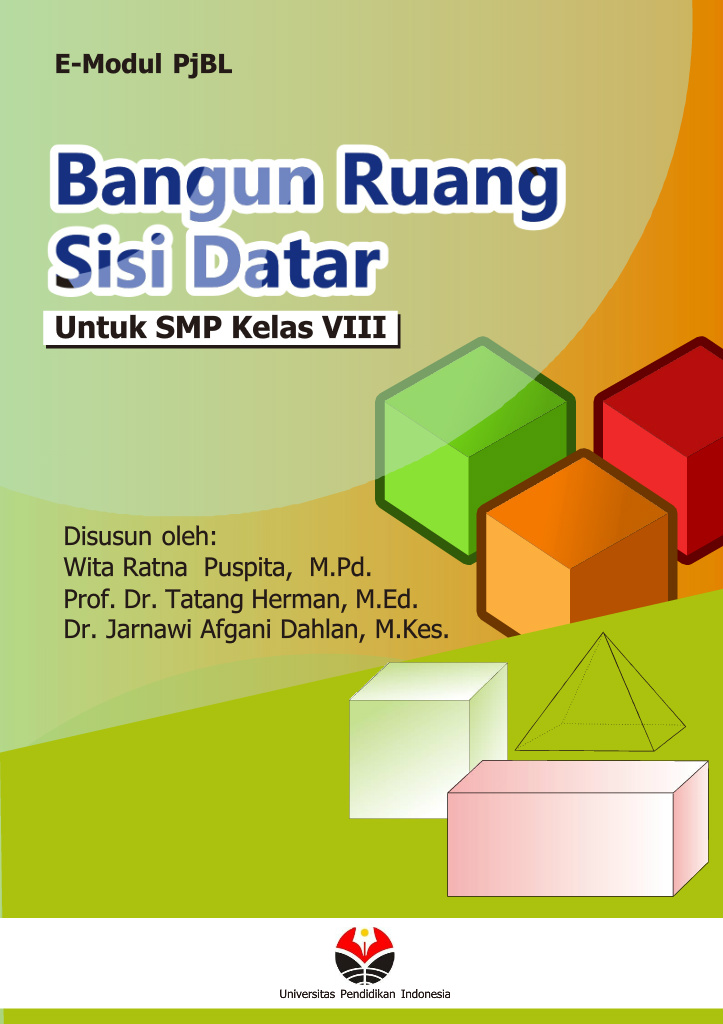 E-Modul PjBL
Bangun Ruang
Sisi Datar
Untuk SMP Kelas VIII
Disusun oleh:
Wita Ratna Puspita, M.Pd.
Prof. Dr. Tatang Herman, M.Ed.
Dr. Jarnawi Afgani Dahlan, M.Kes.
Universitas Pendidikan Indonesia